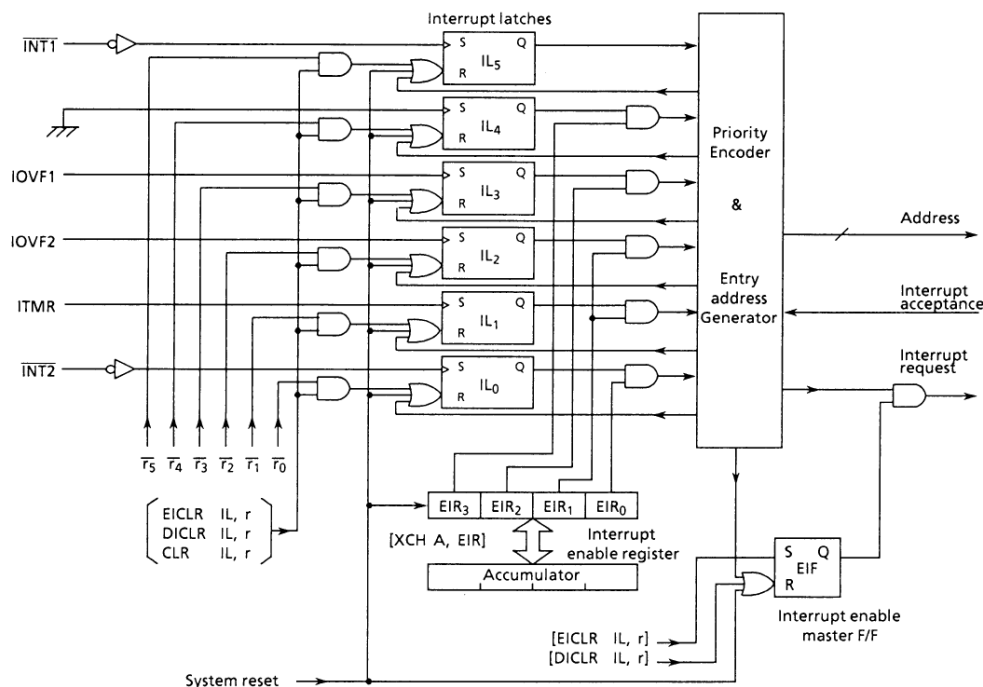 Interrupt latches
INT1
S Q
IL5
R
S Q
IL4
R
Priority
Encoder
&
Entry
address
Generator
IOVF1
S Q
IL3
R
Address
IOVF2
S Q
IL2
R
ITMR
S Q
IL1
R
Interrupt
acceptance
INT2
S Q
IL0
R
Interrupt
request
r5 r4 r3 r2 r1 r0
EICLR IL, r
DICLR IL, r
CLR IL, r
EIR3 EIR2 EIR1 EIR0
[XCH A, EIR]
Interrupt
enable register
Accumulator
S Q
EIF
R
Interrupt enable
master F/F
[EICLR IL, r]
[DICLR IL, r]
System reset